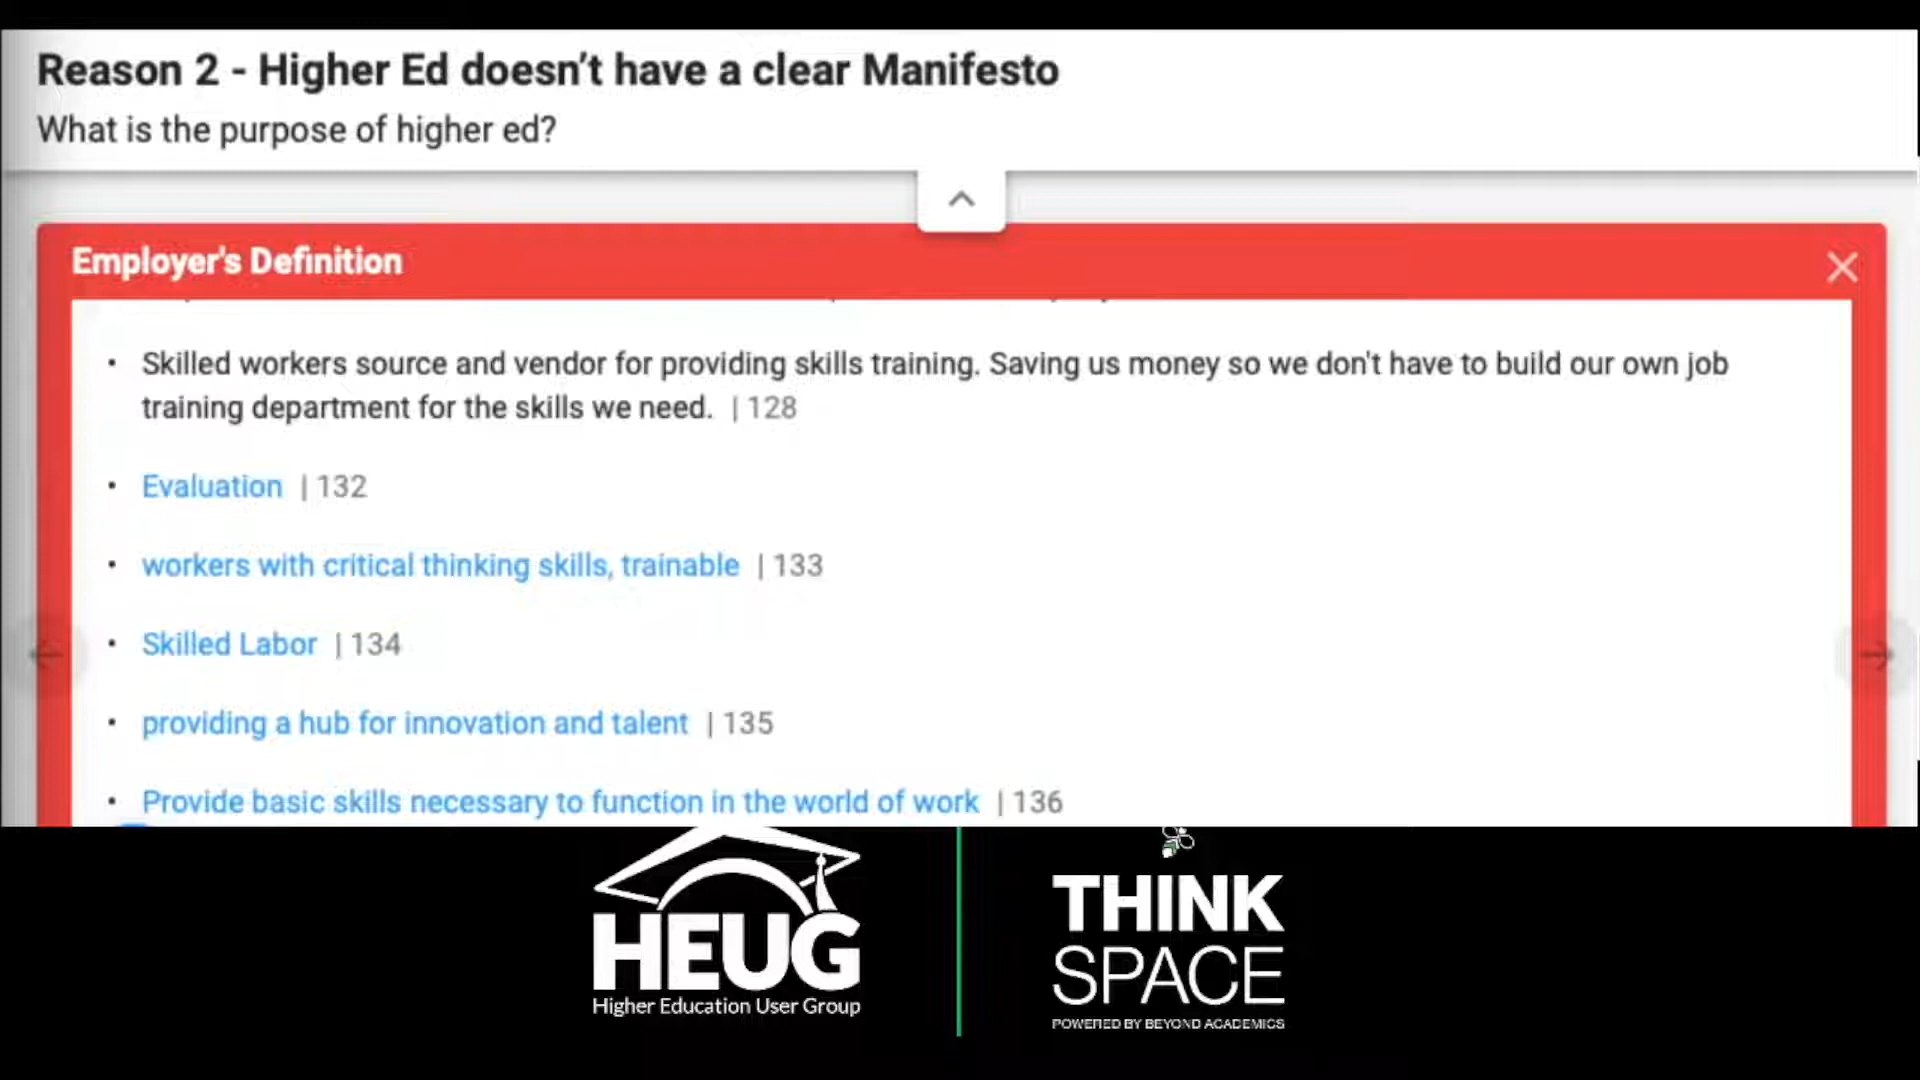 Reason 2 - Higher Ed doesn't have a clear Manifesto
What is the purpose of higher ed?
Employer's Definition
• Skilled workers source and vendor for providing skills training. Saving us money so we don't have to build our own job
training department for the skills we need. | 128
• Evaluation | 132
• workers with critical thinking skills, trainable | 133
• Skilled Labor | 134
• providing a hub for innovation and talent | 135
• Provide basic skills necessary to function in the world of work | 136
HEUG
Higher Education User Group
THINK
SPACE
POWERED BY BEYOND ACADEMICS